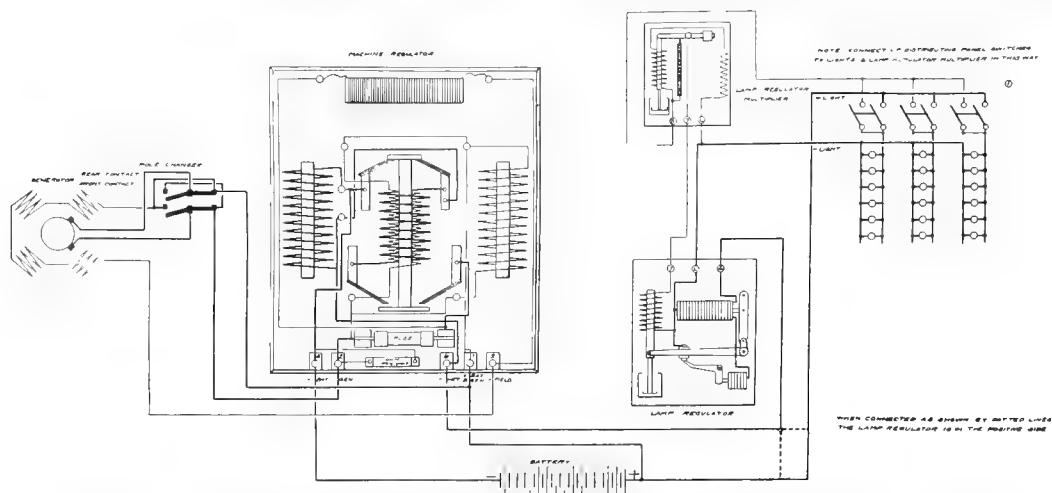 MACHINE REGULATOR
NOTE CONNECT UP DISTRIBUTING PANEL SWITCHES
TO LIGHTS & LAMP REGULATOR MULTIPLIER IN THIS WAY
LAMP REGULATOR
MULTIPLIER
+ LIGHT
- LIGHT
POLE CHANGER
GENERATOR
REAR CONTACT
FRONT CONTACT
FUSE
- BAT
GEN
+ BAT
& GEN
- FIELD
LAMP REGULATOR
WHEN CONNECTED AS SHOWN BY DOTTED LINES
THE LAMP REGULATOR IS IN THE POSITIVE SIDE
- BATTERY +